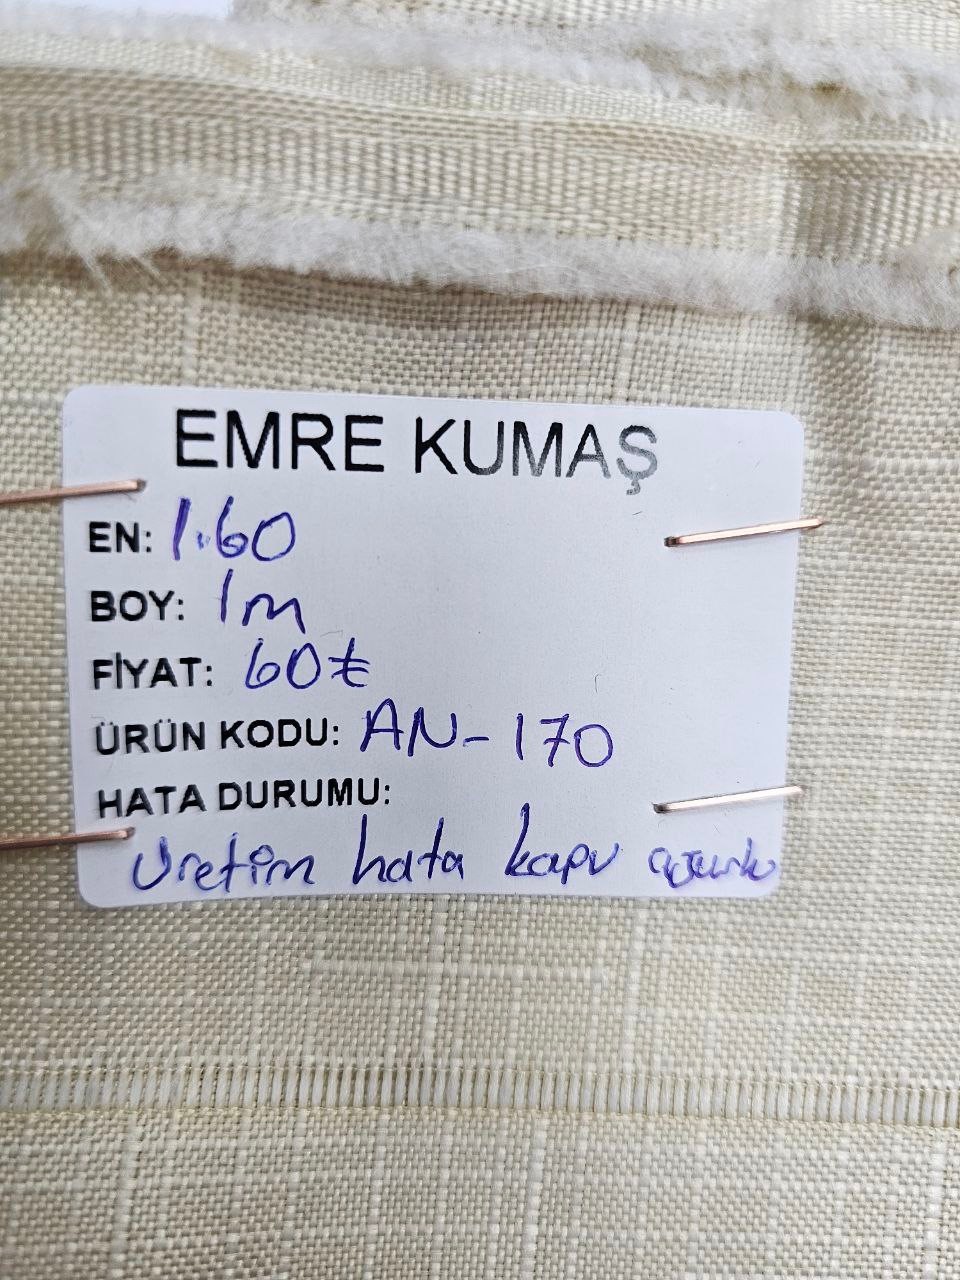 EMRE KUMAŞ
EN: 1.60
BOY: 1m
FİYAT: 60₺
ÜRÜN KODU: AN-170
HATA DURUMU:
Üretim hata kapı